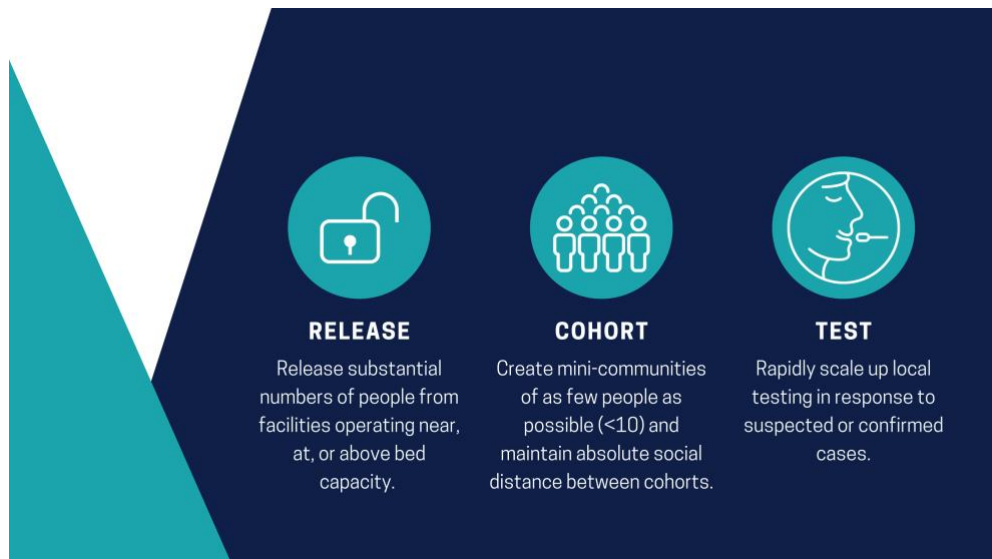 RELEASE
Release substantial
numbers of people from
facilities operating near,
at, or above bed
capacity.
COHORT
Create mini-communities
of as few people as
possible (<10) and
maintain absolute social
distance between cohorts.
TEST
Rapidly scale up local
testing in response to
suspected or confirmed
cases.